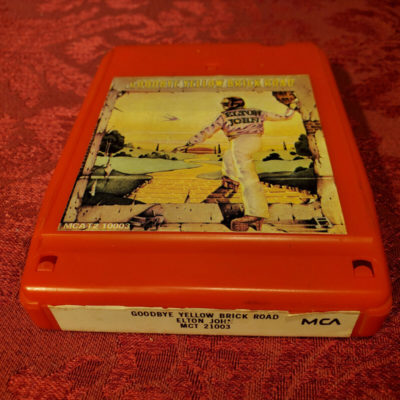 GOODBYE YELLOW BRICK ROAD
ELTON
JOHN
MCAT2 10003
GOODBYE YELLOW BRICK ROAD
ELTON JOHN
MCT 21003
MCA